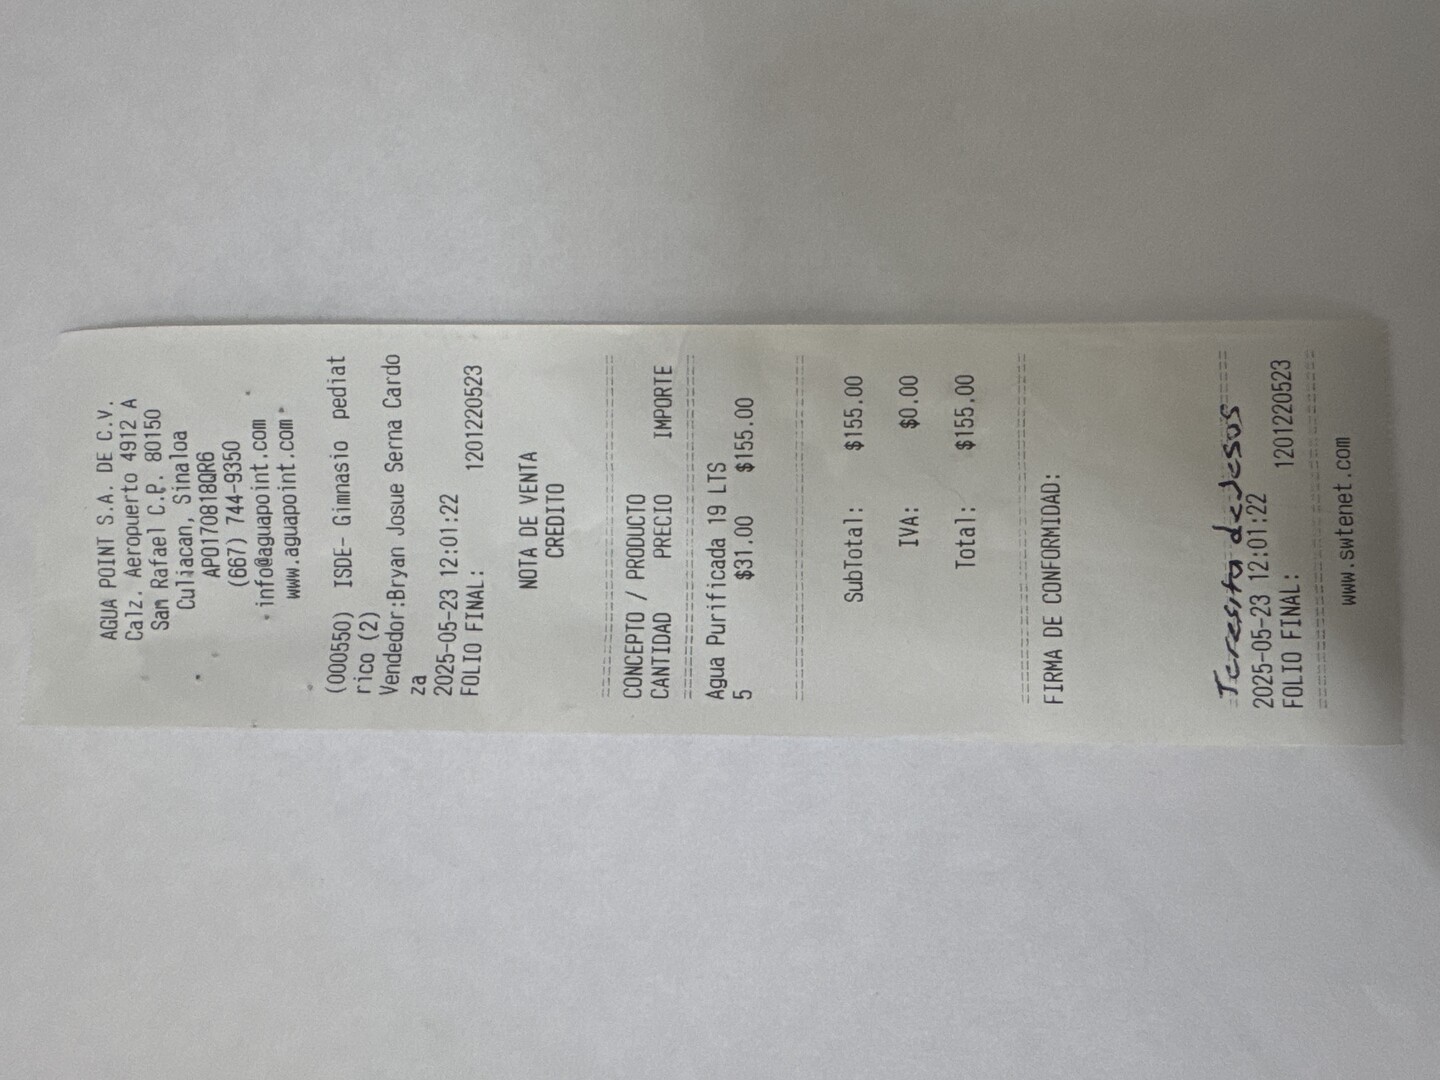 AGUA POINT S.A. DE C.V.
Calz. Aeropuerto 4912 A
San Rafael C.P. 80150
Culiacan, Sinaloa
APO170818QR6
(667) 744-9350
info@aguapoint.com
www.aguapoint.com
(000550) ISDE- Gimnasio pediat
rico (2)
Vendedor:Bryan Josue Serna Cardo
za
2025-05-23 12:01:22
FOLIO FINAL: 1201220523
NOTA DE VENTA
CREDITO
CONCEPTO / PRODUCTO
CANTIDAD PRECIO IMPORTE
Agua Purificada 19 LTS
5 $31.00 $155.00
SubTotal: $155.00
IVA: $0.00
Total: $155.00
FIRMA DE CONFORMIDAD:
Teresita de Jesus
2025-05-23 12:01:22
FOLIO FINAL: 1201220523
www.swtenet.com